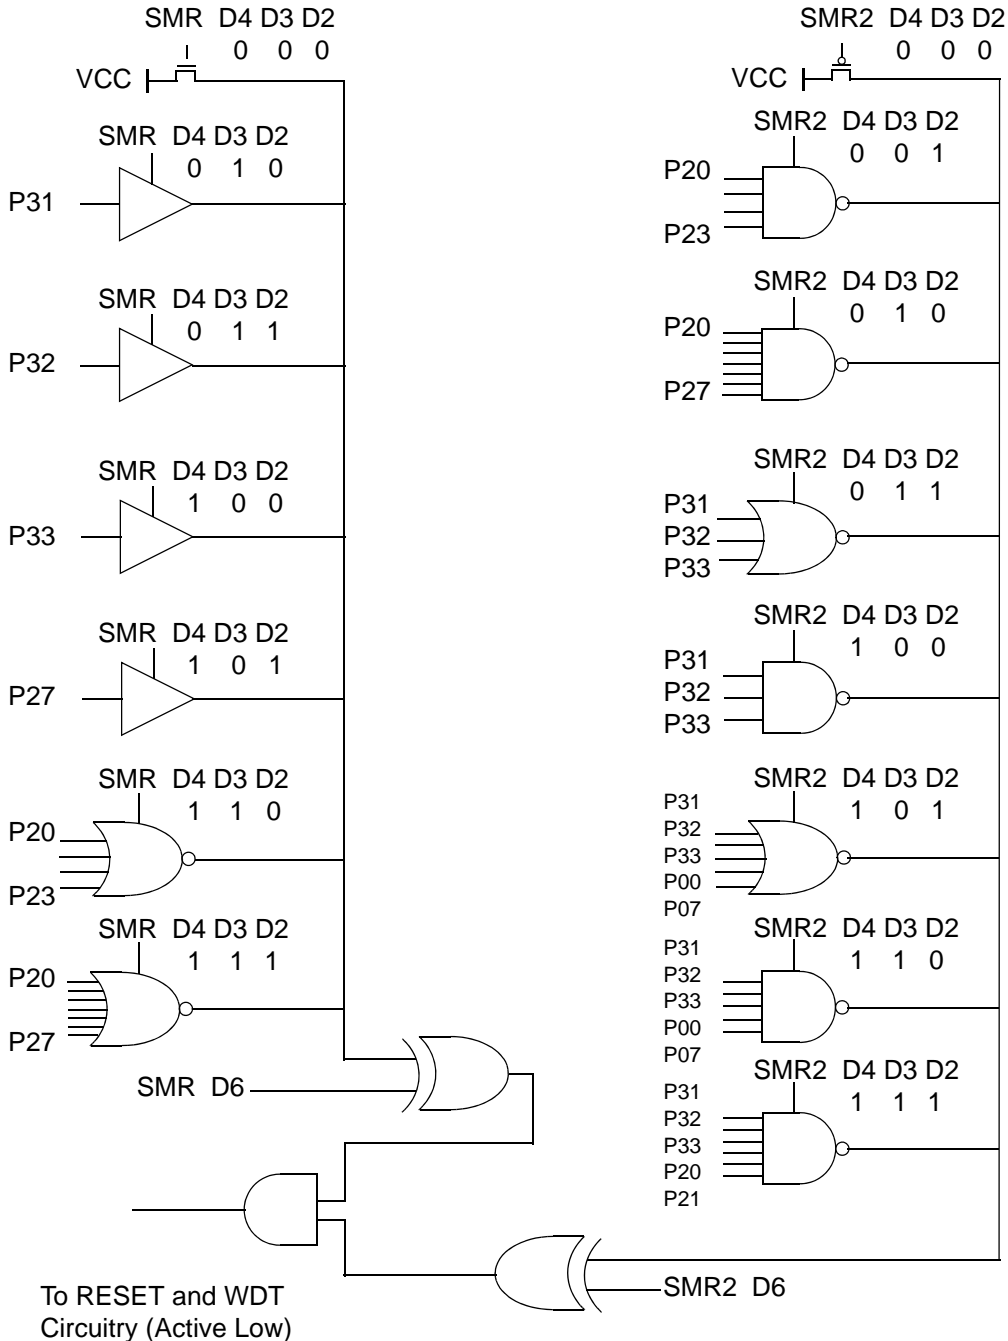 SMR D4 D3 D2
0 0 0
VCC
SMR D4 D3 D2
0 1 0
P31
SMR D4 D3 D2
0 1 1
P32
SMR D4 D3 D2
1 0 0
P33
SMR D4 D3 D2
1 0 1
P27
SMR D4 D3 D2
1 1 0
P20
P23
SMR D4 D3 D2
1 1 1
P20
P27
SMR D6
To RESET and WDT
Circuitry (Active Low)
SMR2 D4 D3 D2
0 0 0
VCC
SMR2 D4 D3 D2
0 0 1
P20
P23
SMR2 D4 D3 D2
0 1 0
P20
P27
SMR2 D4 D3 D2
0 1 1
P31
P32
P33
SMR2 D4 D3 D2
1 0 0
P31
P32
P33
SMR2 D4 D3 D2
1 0 1
P31
P32
P33
P00
P07
SMR2 D4 D3 D2
1 1 0
P31
P32
P33
P00
P07
SMR2 D4 D3 D2
1 1 1
P31
P32
P33
P20
P21
SMR2 D6